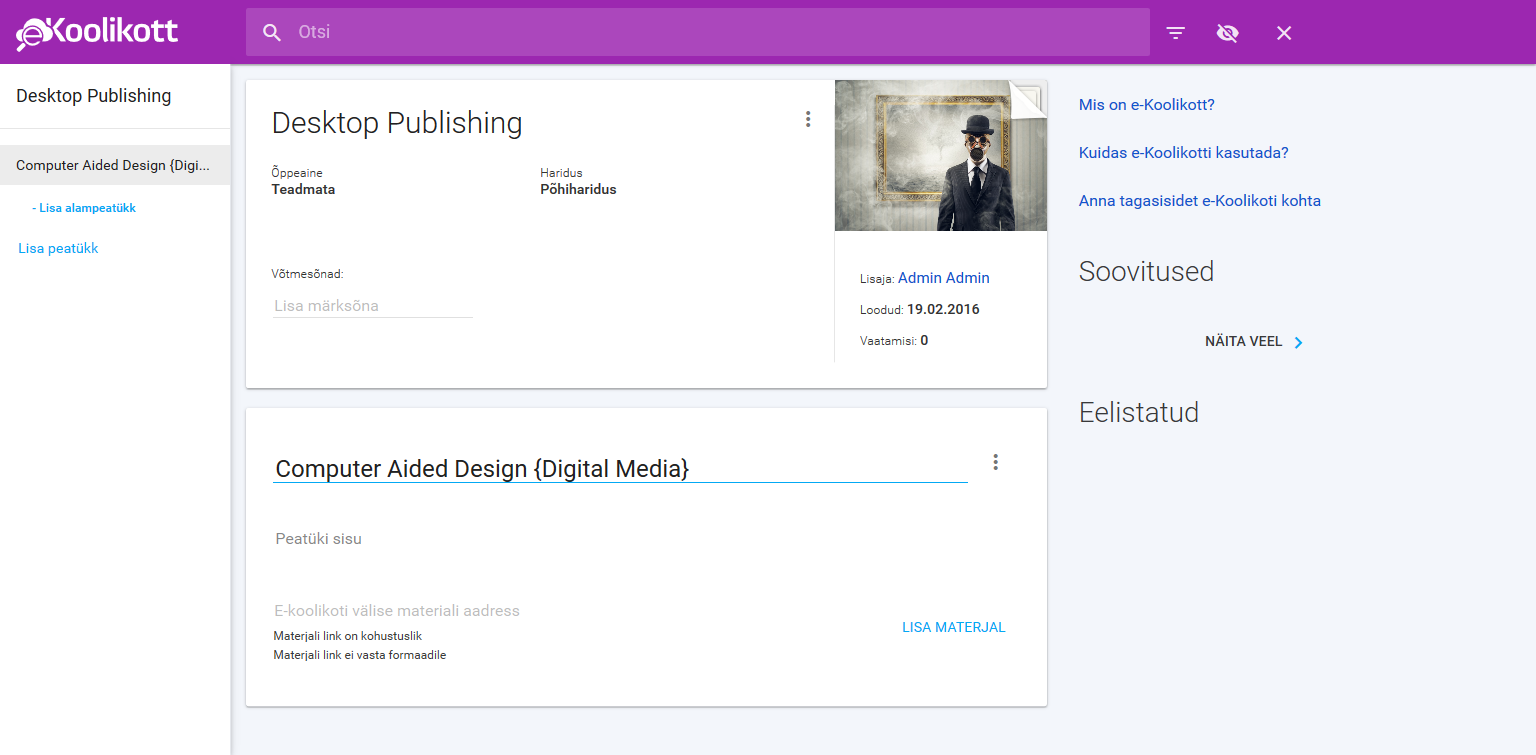 eKoolikott
Otsi
Desktop Publishing
Computer Aided Design {Digi...
- Lisa alampeatükk
Lisa peatükk
Desktop Publishing
Õppeaine
Teadmata
Haridus
Põhiharidus
Võtmesõnad:
Lisa märksõna
Lisaja: Admin Admin
Loodud: 19.02.2016
Vaatamisi: 0
Computer Aided Design {Digital Media}
Peatüki sisu
E-koolikoti välise materiali aadress
Materjali link on kohustuslik
Materjali link ei vasta formaadile
LISA MATERJAL
Mis on e-Koolikott?
Kuidas e-Koolikotti kasutada?
Anna tagasisidet e-Koolikoti kohta
Soovitused
NÄITA VEEL
Eelistatud